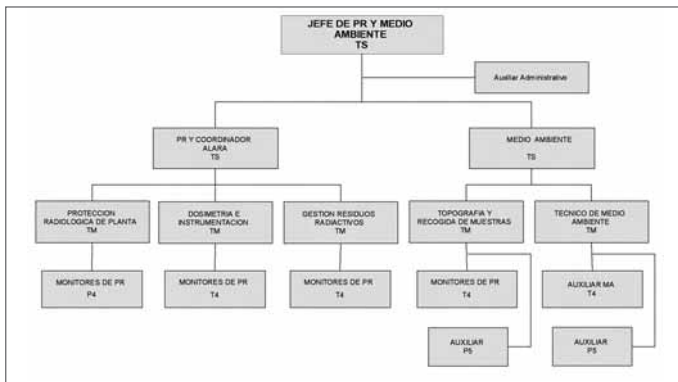 JEFE DE PR Y MEDIO
AMBIENTE
TS
Auxiliar Administrativo
PR Y COORDINADOR
ALARA
TS
MEDIO AMBIENTE
TS
PROTECCION
RADIOLOGICA DE PLANTA
TM
DOSIMETRIA E
INSTRUMENTACION
TM
GESTION RESIDUOS
RADIACTIVOS
TM
TOPOGRAFIA Y
RECOGIDA DE MUESTRAS
TM
TECNICO DE MEDIO
AMBIENTE
TM
MONITORES DE PR
P4
MONITORES DE PR
T4
MONITORES DE PR
T4
MONITORES DE PR
T4
AUXILIAR MA
T4
AUXILIAR
P5
AUXILIAR
P5